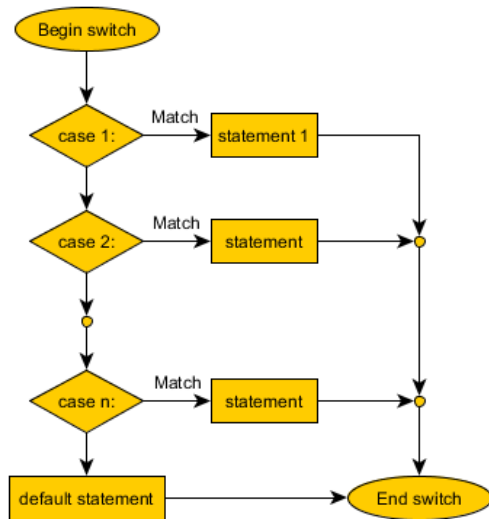 Begin switch
case 1:
Match
statement 1
case 2:
Match
statement
case n:
Match
statement
default statement
End switch